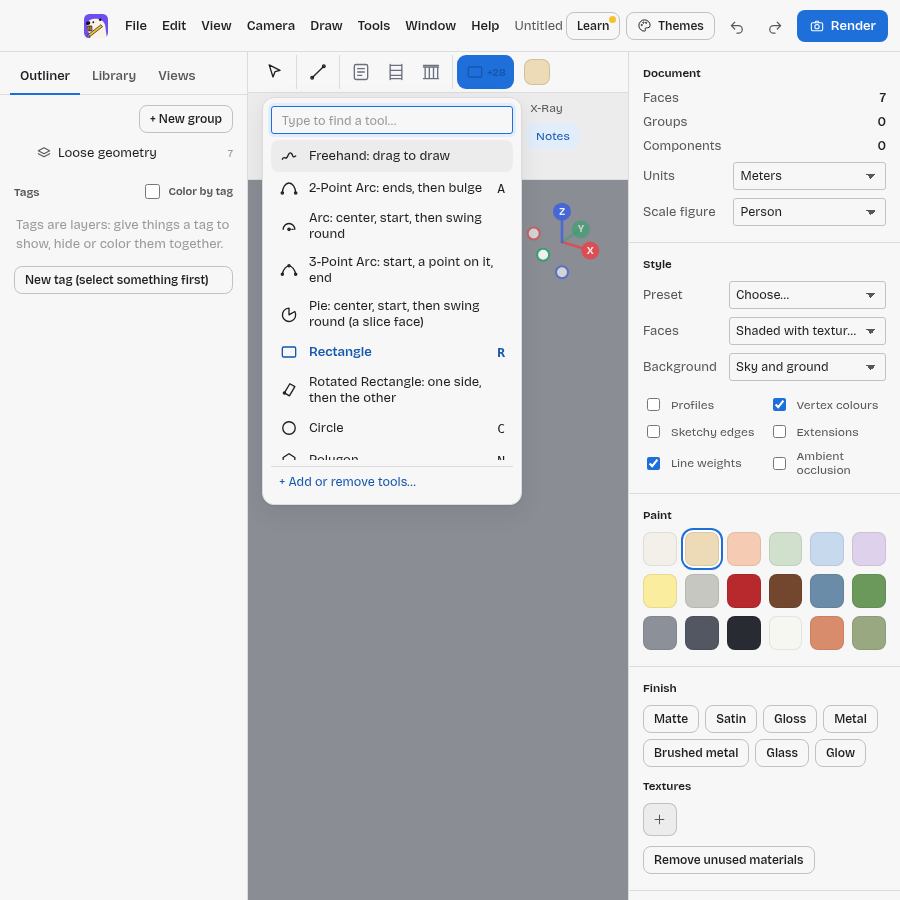 File Edit View Camera Draw Tools Window Help Untitled Learn Themes Render
Outliner Library Views
+ New group
Loose geometry 7
Tags Color by tag
Tags are layers: give things a tag to
show, hide or color them together.
New tag (select something first)
+28
X-Ray
Notes
Type to find a tool...
Freehand: drag to draw
2-Point Arc: ends, then bulge A
Arc: center, start, then swing
round
3-Point Arc: start, a point on it,
end
Pie: center, start, then swing
round (a slice face)
Rectangle R
Rotated Rectangle: one side,
then the other
Circle C
Polygon N
+ Add or remove tools...
Z
Y
X
Document
Faces 7
Groups 0
Components 0
Units Meters
Scale figure Person
Style
Preset Choose...
Faces Shaded with textur...
Background Sky and ground
Profiles Vertex colours
Sketchy edges Extensions
Line weights Ambient
occlusion
Paint
Finish
Matte Satin Gloss Metal
Brushed metal Glass Glow
Textures
+
Remove unused materials